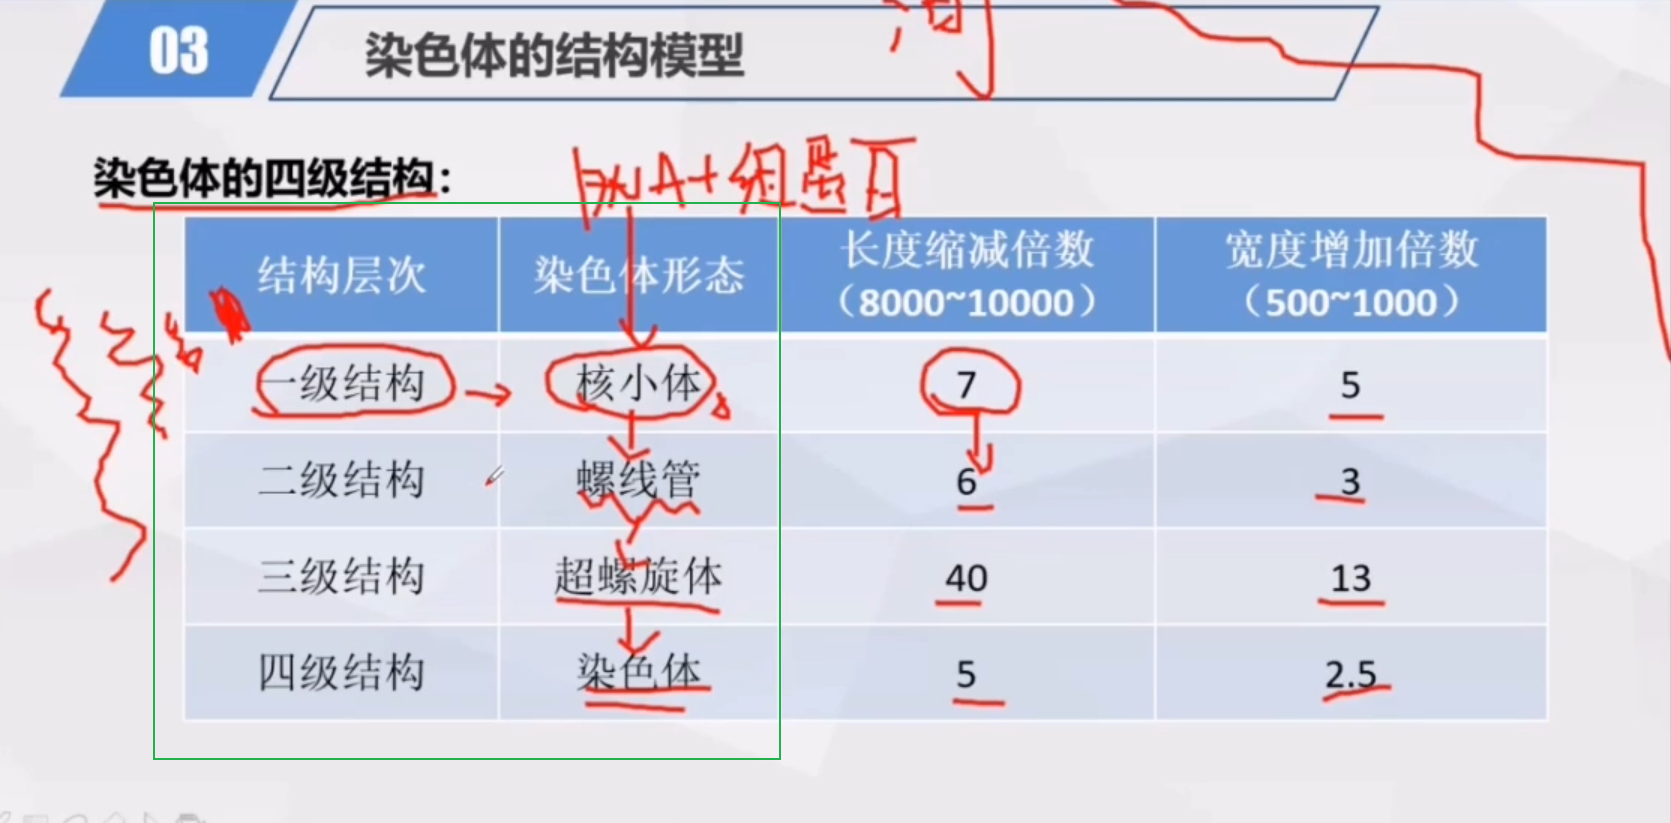 03
染色体的结构模型
染色体的四级结构：
DNA+组蛋白
结构层次 染色体形态 长度缩减倍数（8000~10000） 宽度增加倍数（500~1000）
一级结构 核小体 7 5
二级结构 螺线管 6 3
三级结构 超螺旋体 40 13
四级结构 染色体 5 2.5